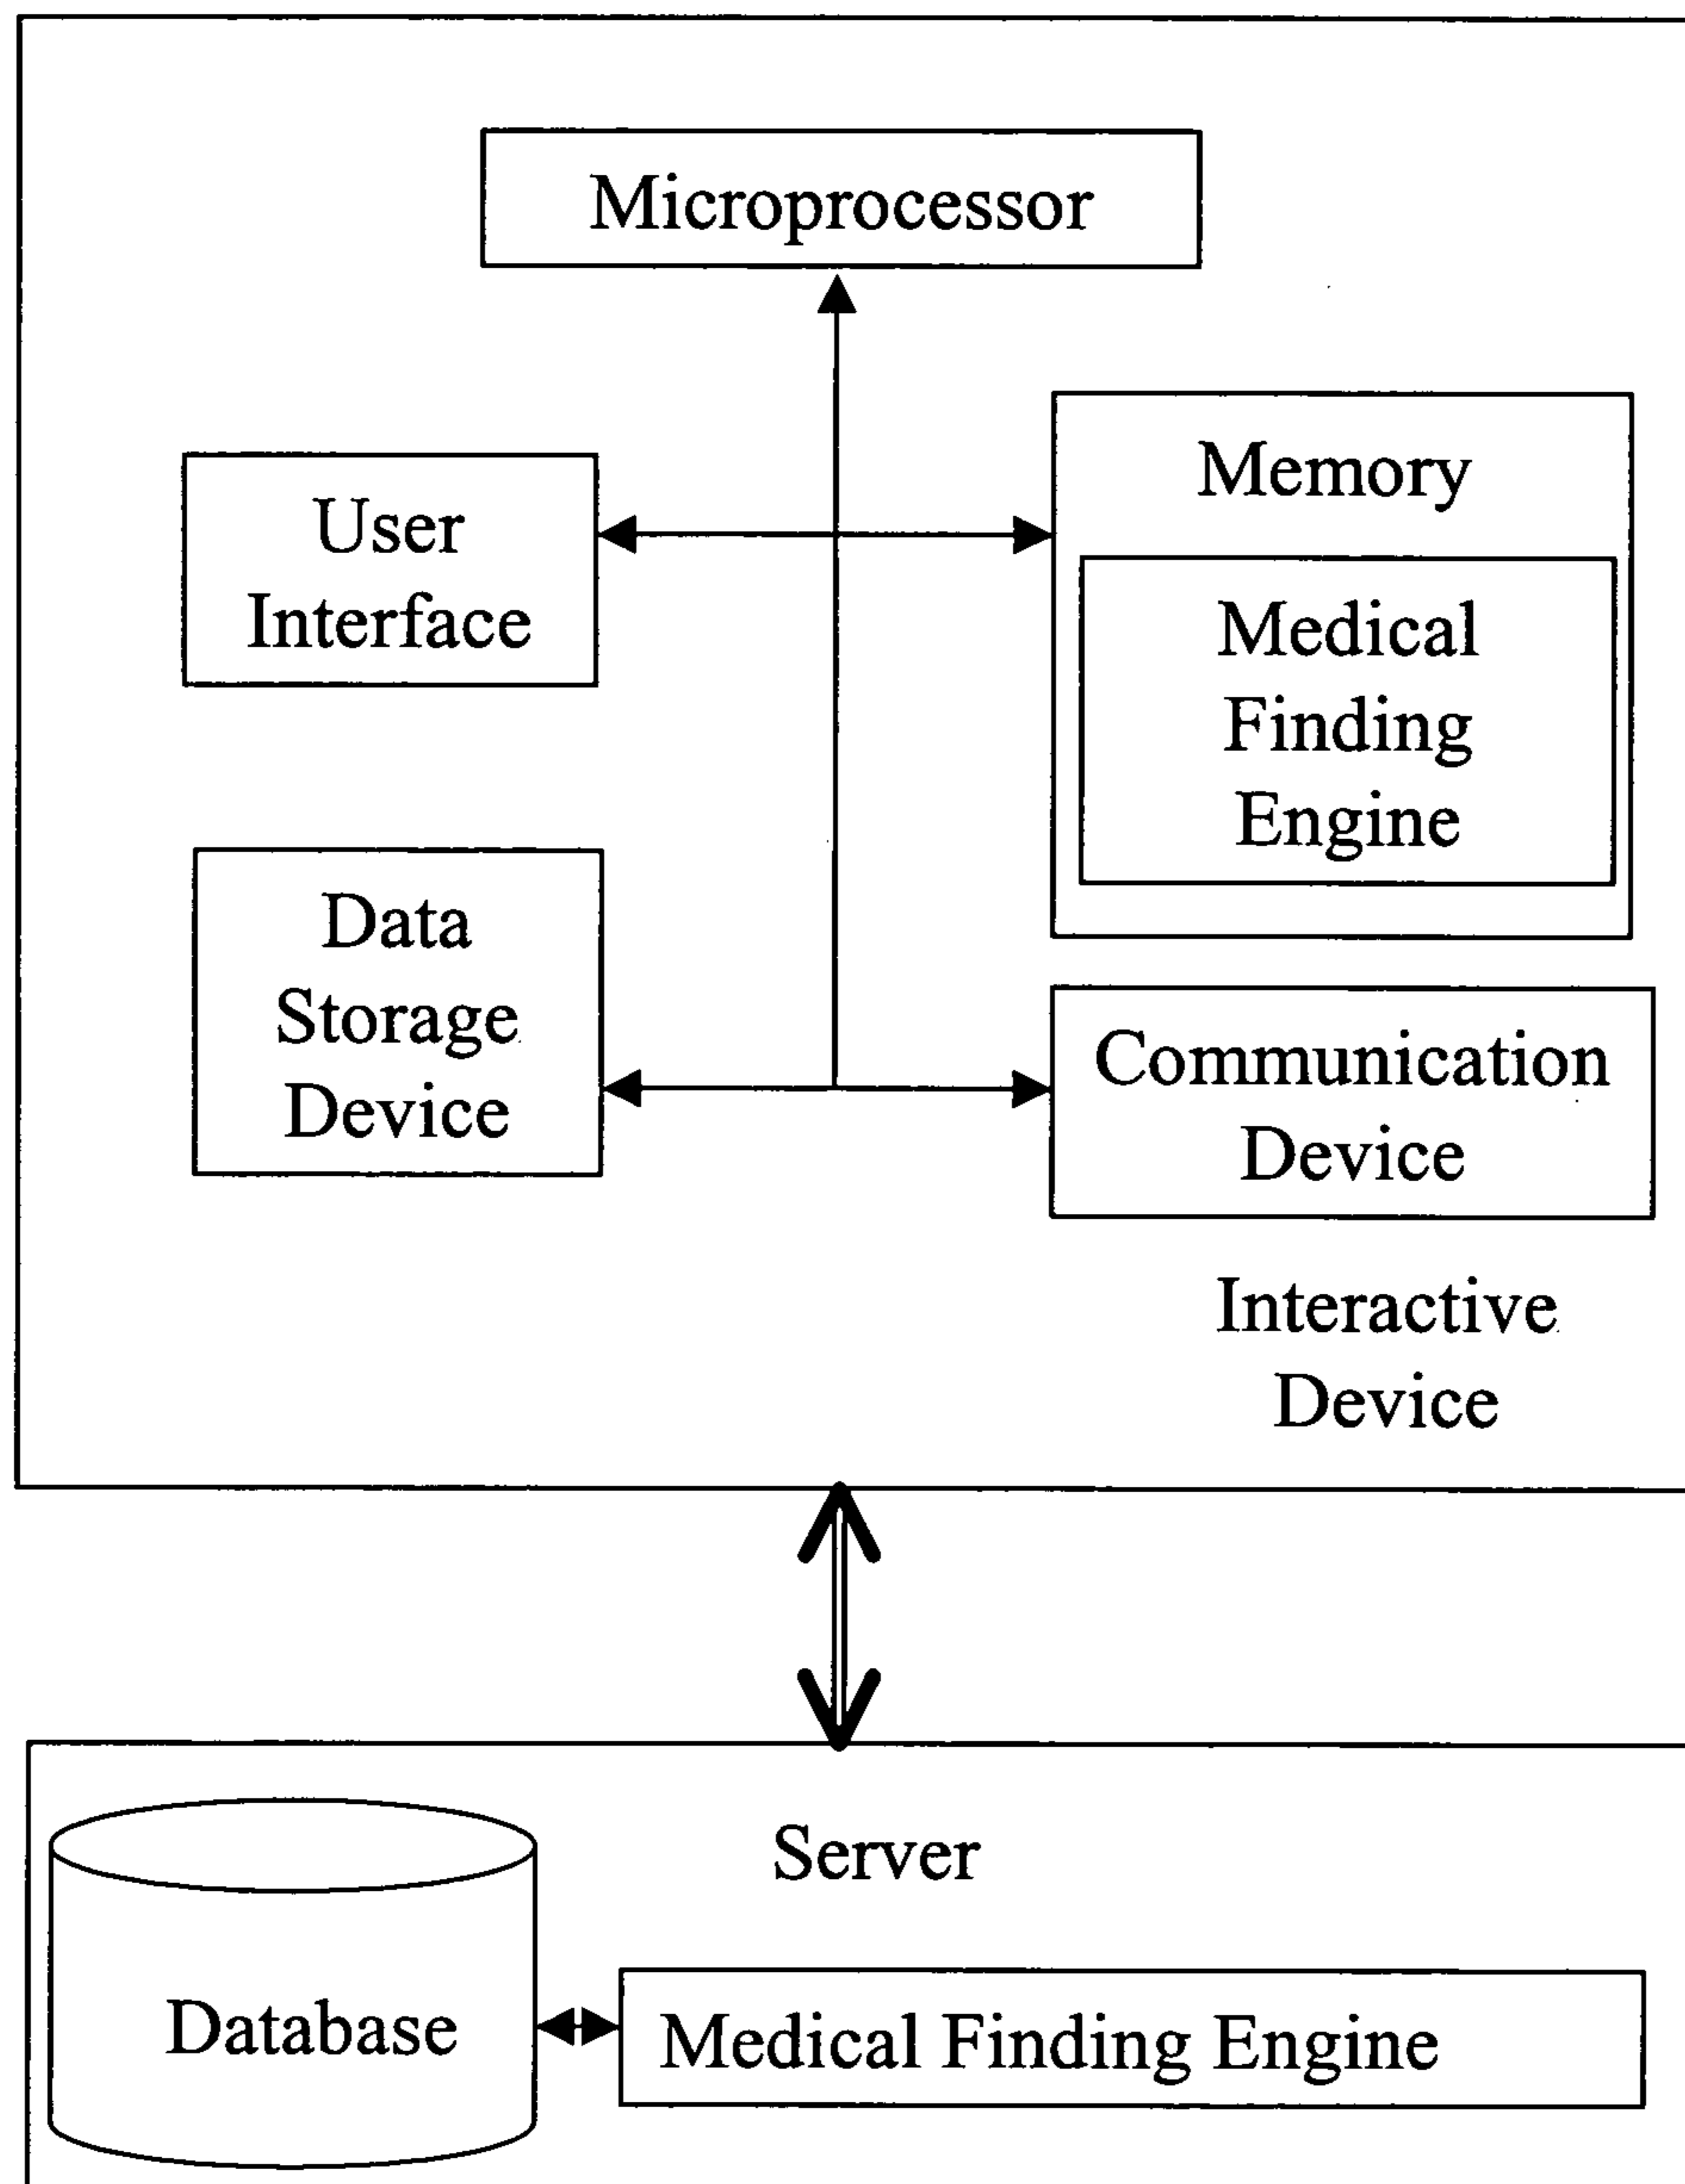 Microprocessor
User
Interface
Memory
Medical
Finding
Engine
Data
Storage
Device
Communication
Device
Interactive
Device
Server
Database
Medical Finding Engine